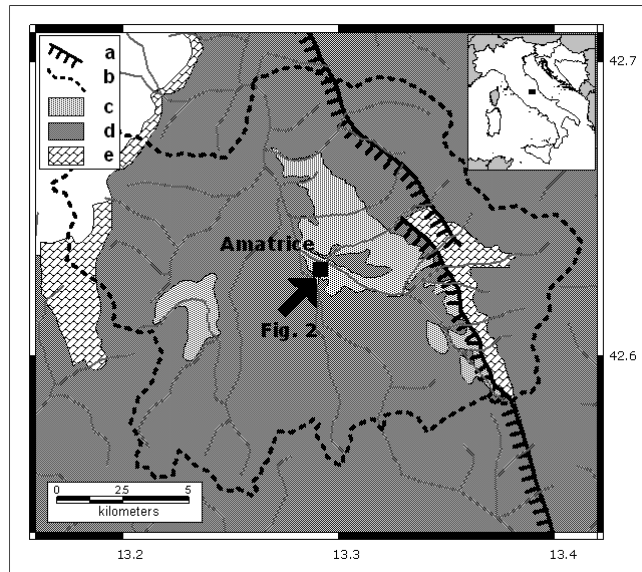 a
b
c
d
e
42.7
Amatrice
Fig. 2
42.6
0 2.5 5
kilometers
13.2 13.3 13.4